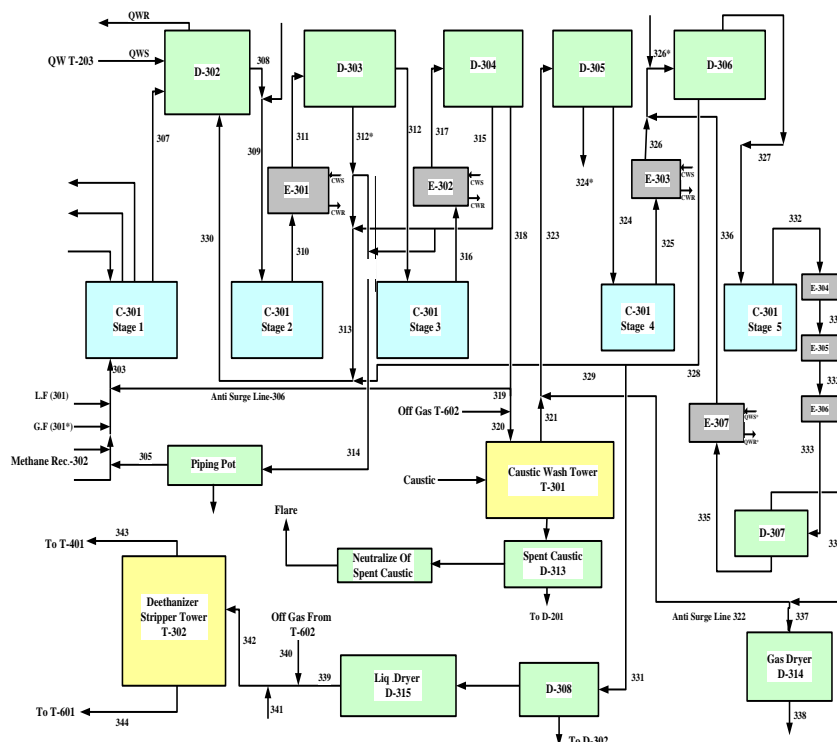 QWR
QWS
QW T-203
D-302
308
D-303
D-304
D-305
326*
D-306
307
309
311
312*
312
317
315
327
E-301
CWS
CWR
E-302
CWS
CWR
324*
326
E-303
CWS
CWR
330
310
316
318
323
324
325
336
332
C-301
Stage 1
C-301
Stage 2
C-301
Stage 3
C-301
Stage 4
C-301
Stage 5
E-304
E-305
E-306
313
303
329
328
L.F (301)
Anti Surge Line-306
319
G.F (301*)
Off Gas T-602
320
321
E-307
QWS*
QWR*
333
Methane Rec.-302
305
Piping Pot
314
Caustic
Caustic Wash Tower
T-301
335
D-307
Flare
343
To T-401
Neutralize Of
Spent Caustic
Spent Caustic
D-313
To D-201
Anti Surge Line 322
337
Deethanizer
Stripper Tower
T-302
342
Off Gas From
T-602
340
339
341
Liq .Dryer
D-315
D-308
331
Gas Dryer
D-314
338
To T-601
344
To D-302